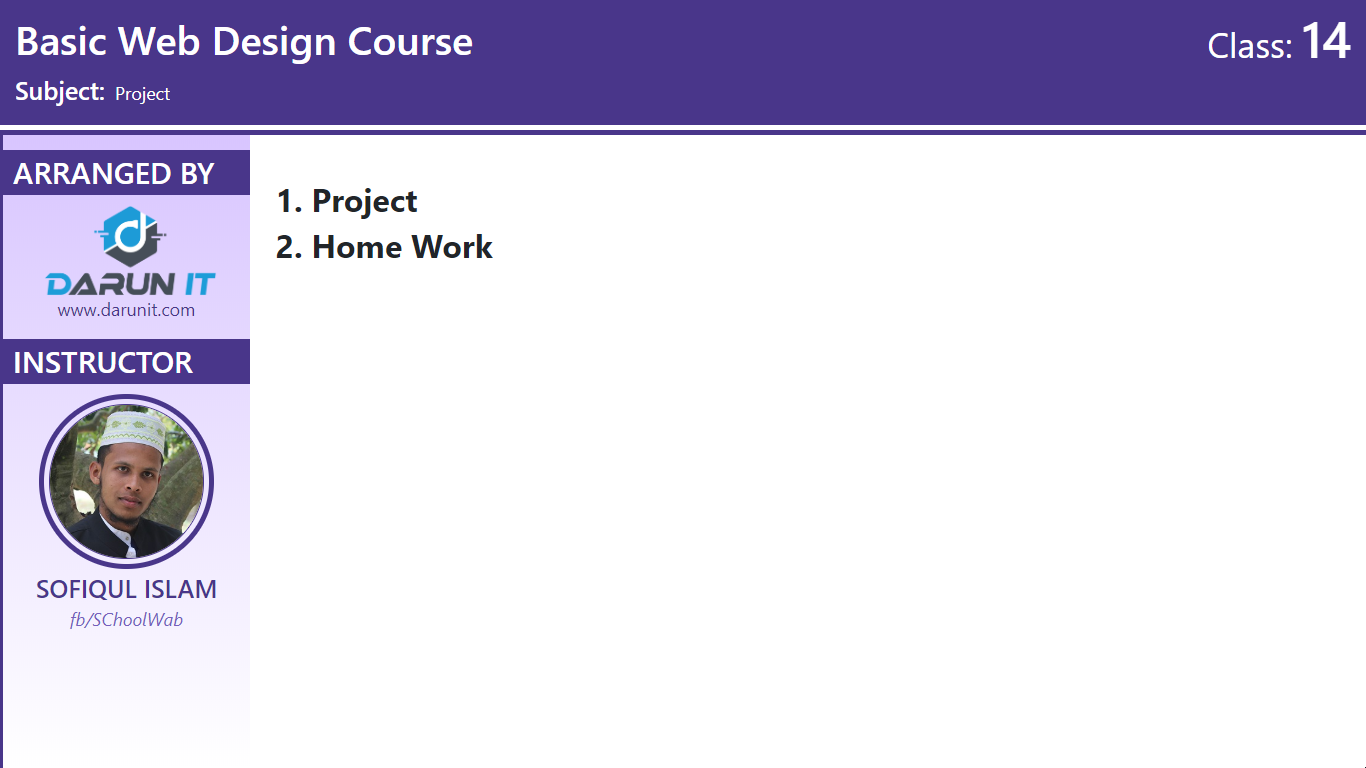 Basic Web Design Course
Class: 14
Subject: Project
ARRANGED BY
DARUN IT
www.darunit.com
INSTRUCTOR
SOFIQUL ISLAM
fb/SChoolWab
1. Project
2. Home Work